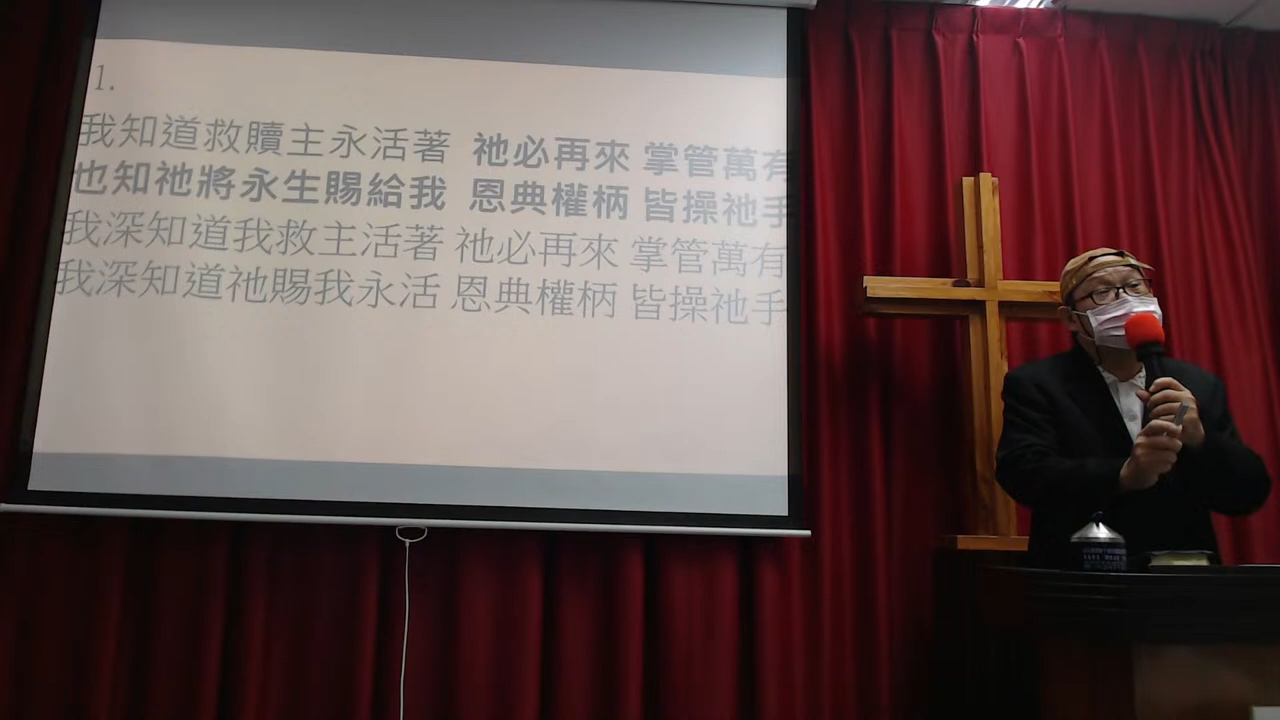 1.
我知道救贖主永活著 祂必再來 掌管萬有
也知祂將永生賜給我 恩典權柄 皆操祂手
我深知道我救主活著 祂必再來 掌管萬有
我深知道祂賜我永活 恩典權柄 皆操祂手